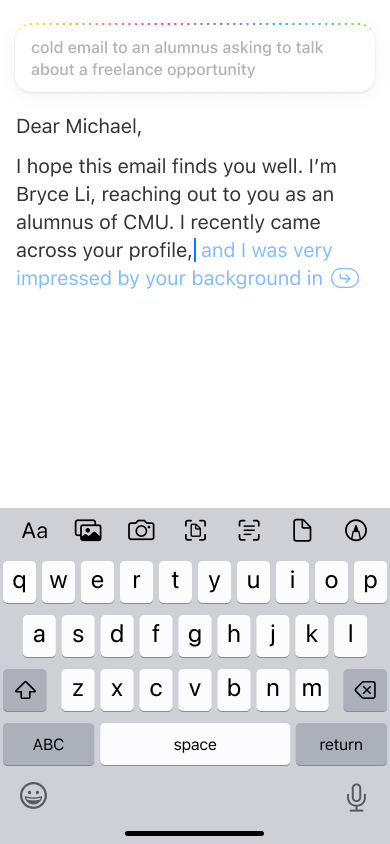 cold email to an alumnus asking to talk
about a freelance opportunity
Dear Michael,
I hope this email finds you well. I’m
Bryce Li, reaching out to you as an
alumnus of CMU. I recently came
across your profile, and I was very
impressed by your background in
Aa
q w e r t y u i o p
a s d f g h j k l
z x c v b n m
ABC space return